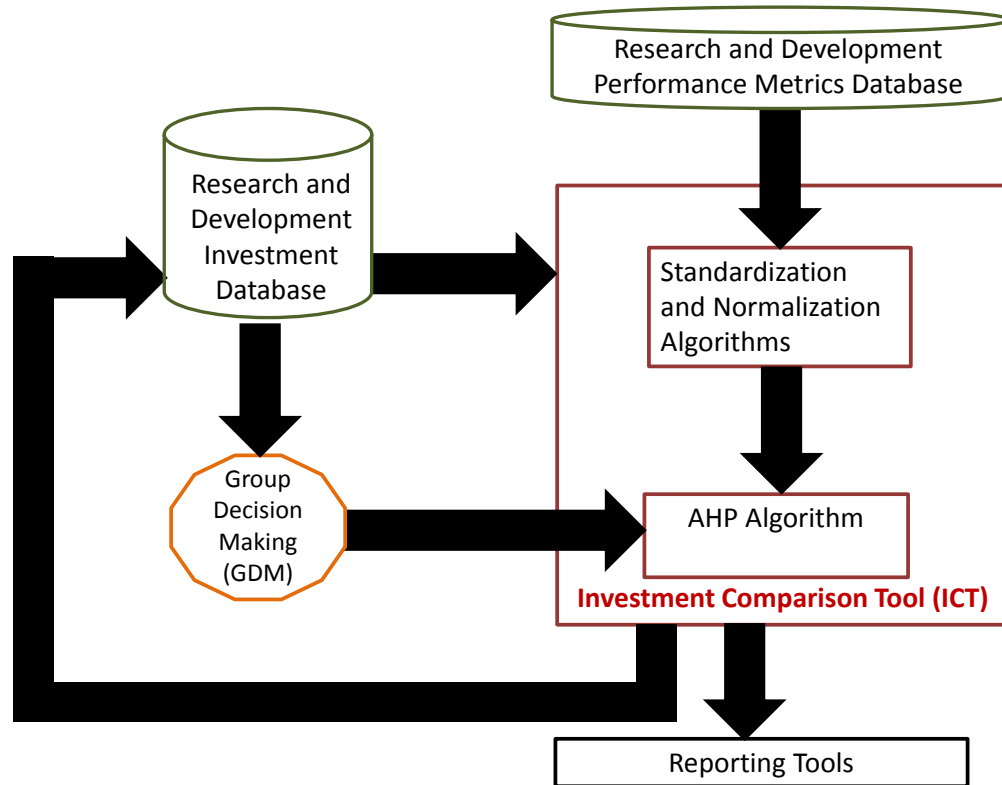 Research and Development
Performance Metrics Database
Research and
Development
Investment
Database
Standardization
and Normalization
Algorithms
Group
Decision
Making
(GDM)
AHP Algorithm
Investment Comparison Tool (ICT)
Reporting Tools